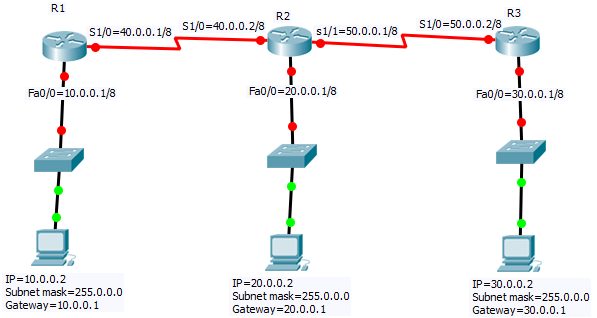 R1
R2
R3
S1/0=40.0.0.1/8
S1/0=40.0.0.2/8
s1/1=50.0.0.1/8
S1/0=50.0.0.2/8
Fa0/0=10.0.0.1/8
Fa0/0=20.0.0.1/8
Fa0/0=30.0.0.1/8
IP=10.0.0.2
Subnet mask=255.0.0.0
Gateway=10.0.0.1
IP=20.0.0.2
Subnet mask=255.0.0.0
Gateway=20.0.0.1
IP=30.0.0.2
Subnet mask=255.0.0.0
Gateway=30.0.0.1